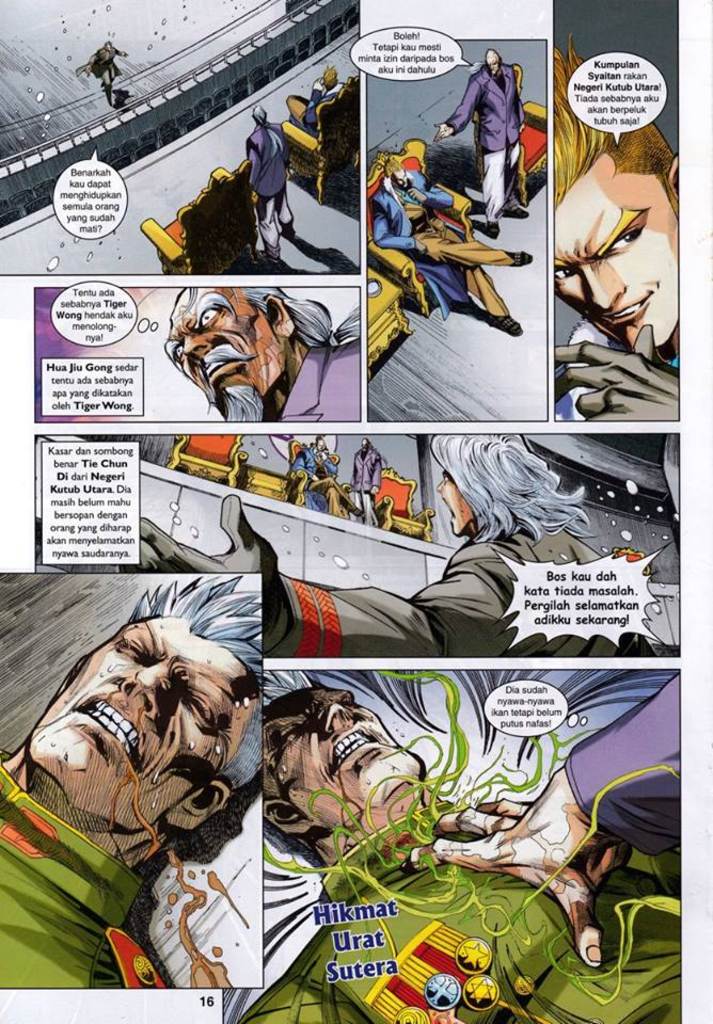 Benarkah
kau dapat
menghidupkan
semula orang
yang sudah
mati?
Boleh!
Tetapi kau mesti
minta izin daripada bos
aku ini dahulu
Kumpulan
Syaitan rakan
Negeri Kutub Utara!
Tiada sebabnya aku
akan berpeluk
tubuh saja!
Tentu ada
sebabnya Tiger
Wong hendak aku
menolong-
nya!
Hua Jiu Gong sedar
tentu ada sebabnya
apa yang dikatakan
oleh Tiger Wong.
Kasar dan sombong
benar Tie Chun
Di dari Negeri
Kutub Utara. Dia
masih belum mahu
bersopan dengan
orang yang diharap
akan menyelamatkan
nyawa saudaranya.
Bos kau dah
kata tiada masalah.
Pergilah selamatkan
adikku sekarang!
Dia sudah
nyawa-nyawa
ikan tetapi belum
putus nafas!
Hikmat
Urat
Sutera
16